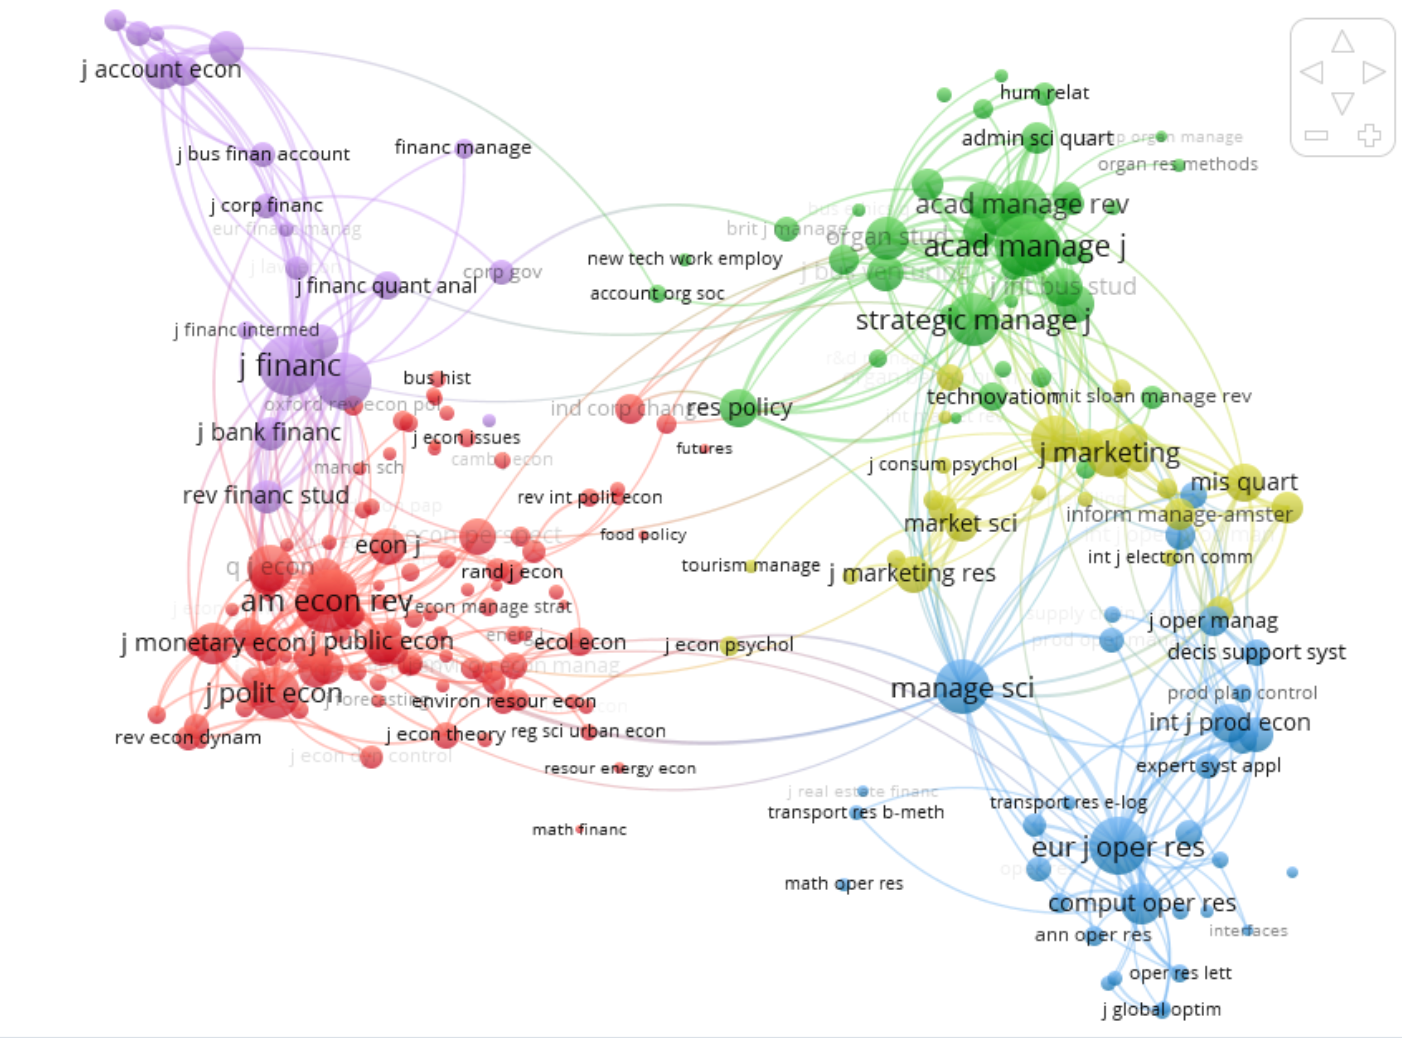 j account econ
hum relat
admin sci quart
organ manage
financ manage
j bus finan account
organ res methods
j corp financ
acad manage rev
eur financ manag
brit j manage
organ stud
acad manage j
new tech work employ
corp gov
j financ quant anal
j int bus stud
account org soc
strategic manage j
j financ intermed
j financ
bus hist
technovation
mit sloan manage rev
oxford rev econ pol
ind corp change
res policy
j bank financ
j econ issues
futures
j marketing
camb j econ
manch sch
j consum psychol
mis quart
rev financ stud
rev int polit econ
inform manage-amster
market sci
j econ perspect
food policy
econ j
int j electron comm
q j econ
rand j econ
tourism manage
j marketing res
am econ rev
econ manage strat
supply chain
j oper manag
j monetary econ
j public econ
energ j
ecol econ
j econ psychol
prod oper manag
decis support syst
environ manag
manage sci
j polit econ
j forecasting
environ resour econ
prod plan control
int j prod econ
rev econ dynam
j econ theory
reg sci urban econ
j econ dyn control
resour energy econ
expert syst appl
j real estate financ
transport res e-log
transport res b-meth
math financ
eur j oper res
math oper res
comput oper res
ann oper res
interfaces
oper res lett
j global optim